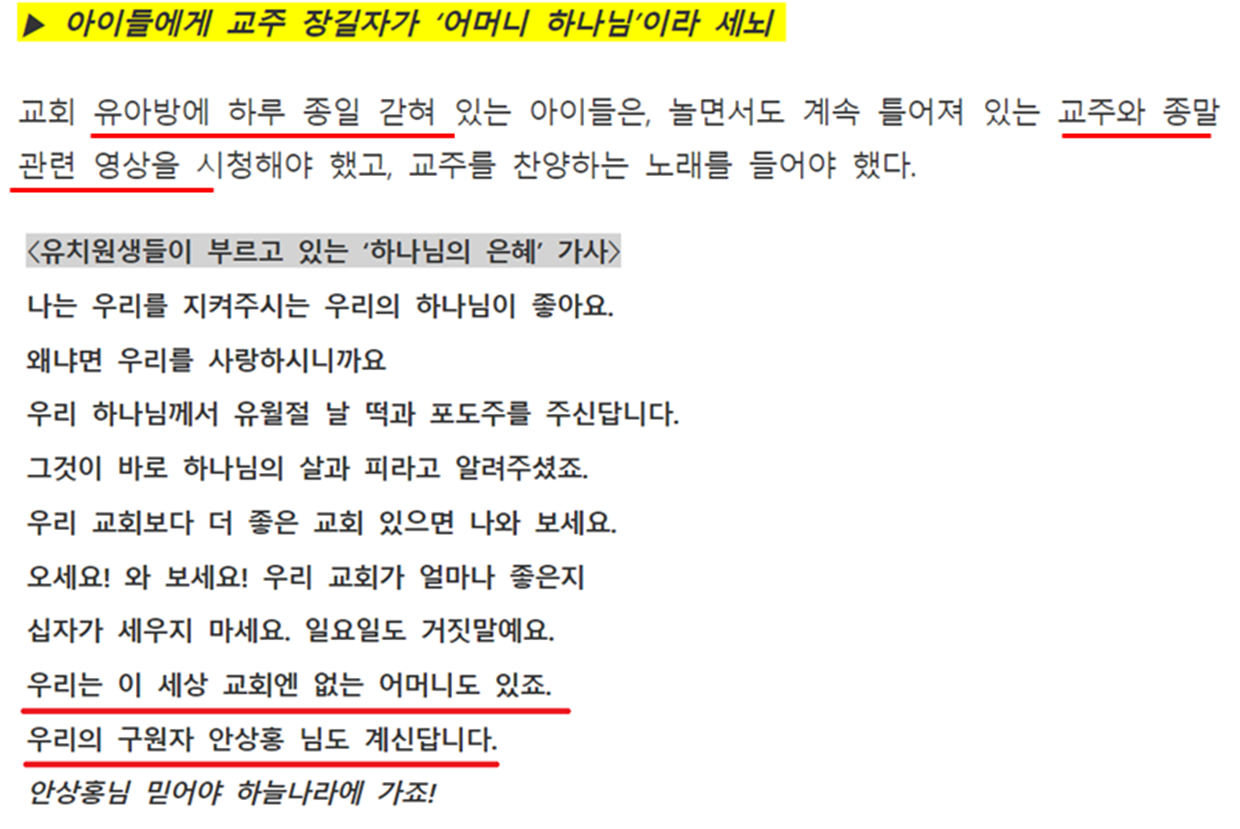 ▶ 아이들에게 교주 장길자가 ‘어머니 하나님’이라 세뇌
교회 유아방에 하루 종일 갇혀 있는 아이들은, 놀면서도 계속 틀어져 있는 교주와 종말
관련 영상을 시청해야 했고, 교주를 찬양하는 노래를 들어야 했다.
<유치원생들이 부르고 있는 ‘하나님의 은혜’ 가사>
나는 우리를 지켜주시는 우리의 하나님이 좋아요.
왜냐면 우리를 사랑하시니까요
우리 하나님께서 유월절 날 떡과 포도주를 주신답니다.
그것이 바로 하나님의 살과 피라고 알려주셨죠.
우리 교회보다 더 좋은 교회 있으면 나와 보세요.
오세요! 와 보세요! 우리 교회가 얼마나 좋은지
십자가 세우지 마세요. 일요일도 거짓말예요.
우리는 이 세상 교회엔 없는 어머니도 있죠.
우리의 구원자 안상홍 님도 계신답니다.
안상홍님 믿어야 하늘나라에 가죠!